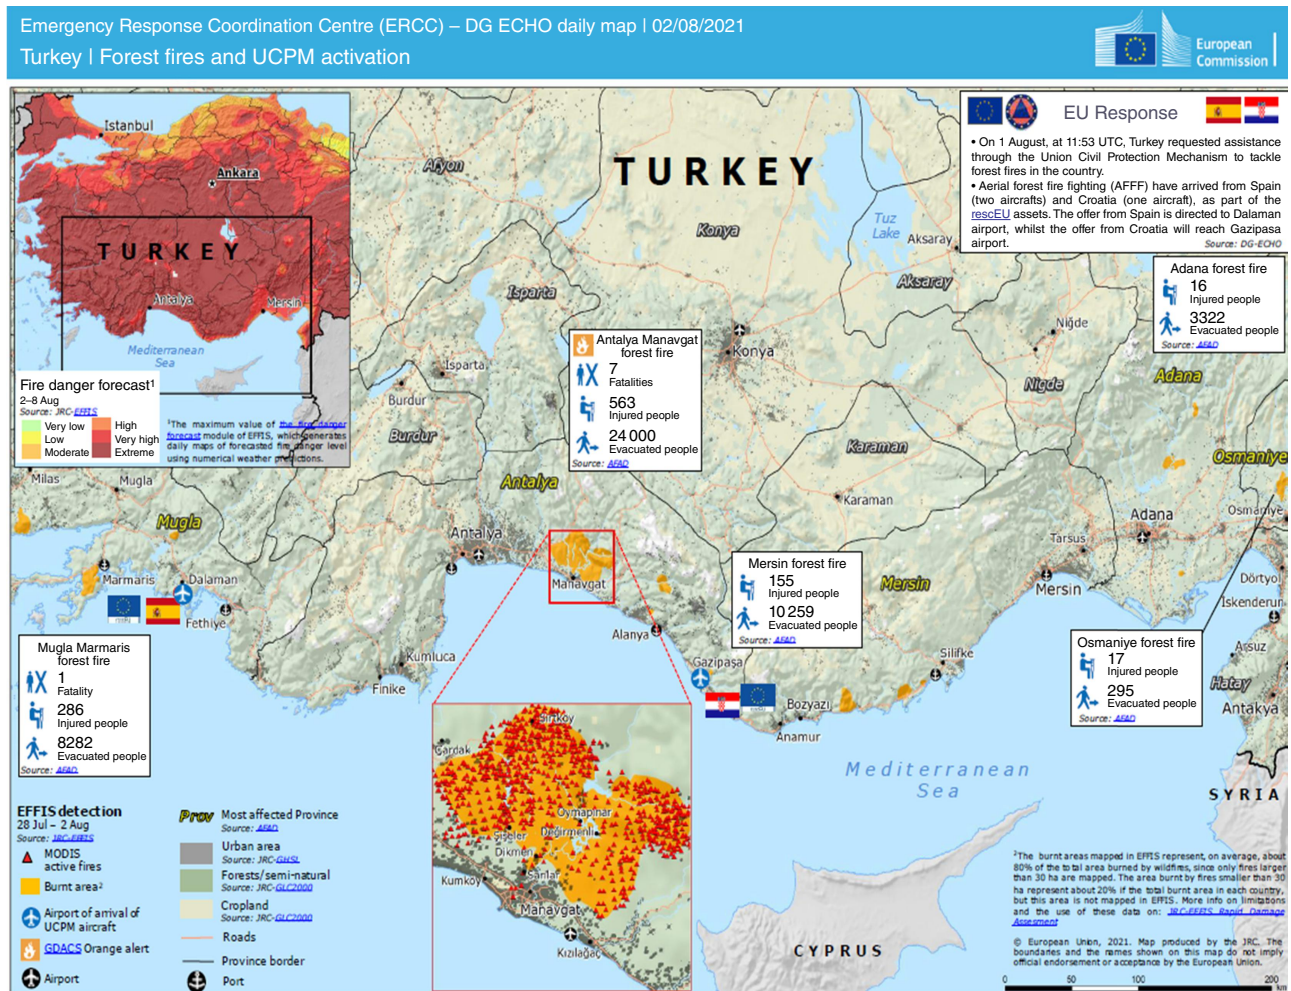 Emergency Response Coordination Centre (ERCC) – DG ECHO daily map | 02/08/2021
Turkey | Forest fires and UCPM activation
European
Commission
Istanbul
Ankara
TURKEY
Antalya
Mersin
Mediterranean
Sea
Fire danger forecast¹
2–8 Aug
Source: JRC-EFFIS
Very low
Low
Moderate
High
Very high
Extreme
¹The maximum value of the fire danger
forecast module of EFFIS, which generates
daily maps of forecasted fire danger level
using numerical weather predictions.
EU Response
• On 1 August, at 11:53 UTC, Turkey requested assistance
through the Union Civil Protection Mechanism to tackle
forest fires in the country.
• Aerial forest fire fighting (AFFF) have arrived from Spain
(two aircrafts) and Croatia (one aircraft), as part of the
rescEU assets. The offer from Spain is directed to Dalaman
airport, whilst the offer from Croatia will reach Gazipasa
airport.
Source: DG-ECHO
TURKEY
Afyon
Konya
Tuz
Lake
Aksaray
Aksaray
Isparta
Isparta
Konya
Niğde
Nigde
Burdur
Burdur
Karaman
Karaman
Adana
Osmaniye
Osmaniye
Adana
Tarsus
Mersin
Mersin
Dörtyol
İskenderun
Arsuz
Hatay
Antakya
Milas
Mugla
Mugla
Antalya
Antalya
Marmaris
Dalaman
Fethiye
Kumluca
Finike
Manavgat
Alanya
Gazipaşa
Bozyazı
Anamur
Silifke
Adana forest fire
16
Injured people
3322
Evacuated people
Source: AFAD
Antalya Manavgat
forest fire
7
Fatalities
563
Injured people
24 000
Evacuated people
Source: AFAD
Mersin forest fire
155
Injured people
10 259
Evacuated people
Source: AFAD
Osmaniye forest fire
17
Injured people
295
Evacuated people
Source: AFAD
Mugla Marmaris
forest fire
1
Fatality
286
Injured people
8282
Evacuated people
Source: AFAD
Sırtköy
Gardak
Oymapınar
Şişeler
Değirmenli
Dikmen
Sarılar
Kumköy
Manavgat
Kızılağaç
Mediterranean
Sea
SYRIA
CYPRUS
EFFIS detection
28 Jul – 2 Aug
Source: JRC-EFFIS
MODIS
active fires
Burnt area²
Airport of arrival of
UCPM aircraft
GDACS Orange alert
Airport
Prov Most affected Province
Source: AFAD
Urban area
Source: JRC-GHSL
Forests/semi-natural
Source: JRC-GLC2000
Cropland
Source: JRC-GLC2000
Roads
Province border
Port
²The burnt areas mapped in EFFIS represent, on average, about
80% of the total area burned by wildfires, since only fires larger
than 30 ha are mapped. The area burnt by fires smaller than 30
ha represent about 20% if the total burnt area in each country,
but this area is not mapped in EFFIS. More info on limitations
and the use of these data on: JRC-EFFIS Rapid Damage
Assesment
© European Union, 2021. Map produced by the JRC. The
boundaries and the names shown on this map do not imply
official endorsement or acceptance by the European Union.
0 50 100 200
km